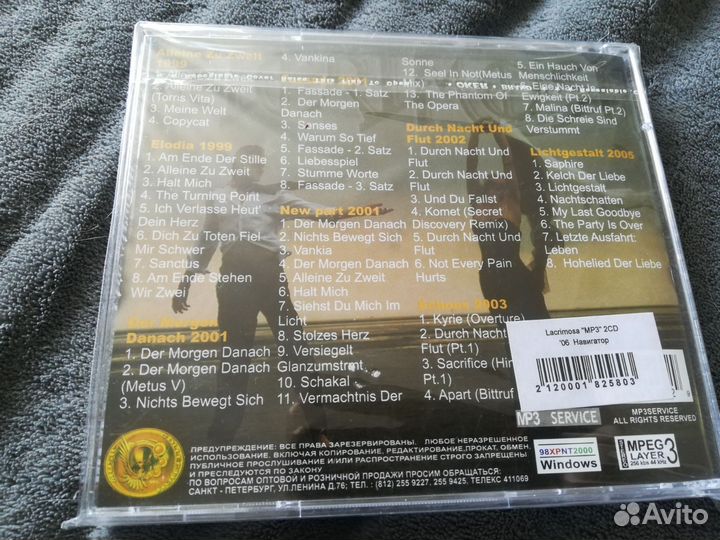 Alleine Zu Zweit
1999
2. Alleine Zu Zweit
(Torris Vita)
3. Meine Welt
4. Copycat
Elodia 1999
1. Am Ende Der Stille
2. Alleine Zu Zweit
3. Halt Mich
4. The Turning Point
5. Ich Verlasse Heut'
Dein Herz
6. Dich Zu Toten Fiel
Mir Schwer
7. Sanctus
8. Am Ende Stehen
Wir Zwei
Der Morgen
Danach 2001
1. Der Morgen Danach
2. Der Morgen Danach
(Metus V)
3. Nichts Bewegt Sich
4. Vankina
1. Fassade - 1. Satz
2. Der Morgen
Danach
3. Senses
4. Warum So Tief
5. Fassade - 2. Satz
6. Liebesspiel
7. Stumme Worte
8. Fassade - 3. Satz
New part 2001
1. Der Morgen Danach
2. Nichts Bewegt Sich
3. Vankia
4. Der Morgen Danach
5. Alleine Zu Zweit
6. Halt Mich
7. Siehst Du Mich Im
Licht
8. Stolzes Herz
9. Versiegelt
Glanzumstrmt
10. Schakal
11. Vermachtnis Der
Sonne
12. Seel In Not(Metus
mix)
13. The Phantom Of
The Opera
Durch Nacht Und
Flut 2002
1. Durch Nacht Und
Flut
2. Durch Nacht Und
Flut
3. Und Du Fallst
4. Komet (Secret
Discovery Remix)
5. Durch Nacht Und
Flut
6. Not Every Pain
Hurts
Echoes 2003
1. Kyrie (Overture)
2. Durch Nacht
Flut (Pt.1)
3. Sacrifice
Pt.1)
4. Apart (Bittruf
5. Ein Hauch Von
Menschlichkeit
6. Eine Nacht In
Ewigkeit (Pt.2)
7. Malina (Bittruf Pt.2)
8. Die Schreie Sind
Verstummt
Lichtgestalt 2005
1. Saphire
2. Kelch Der Liebe
3. Lichtgestalt
4. Nachtschatten
5. My Last Goodbye
6. The Party Is Over
7. Letzte Ausfahrt:
Leben
8. Hohelied Der Liebe
Lacrimosa "MP3" 2CD
'06 Навигатор
2 120001 825803
MP3 SERVICE
MP3SERVICE
ALL RIGHTS RESERVED
ПРЕДУПРЕЖДЕНИЕ: ВСЕ ПРАВА ЗАРЕЗЕРВИРОВАНЫ. ЛЮБОЕ НЕРАЗРЕШЕННОЕ
ИСПОЛЬЗОВАНИЕ, ВКЛЮЧАЯ КОПИРОВАНИЕ, РЕДАКТИРОВАНИЕ, ПРОКАТ, ОБМЕН,
ПУБЛИЧНОЕ ПРОСЛУШИВАНИЕ И/ИЛИ РАСПРОСТРАНЕНИЕ СТРОГО ЗАПРЕЩЕНЫ
И ПРЕСЛЕДУЮТСЯ ПО ЗАКОНУ
ПО ВОПРОСАМ ОПТОВОЙ И РОЗНИЧНОЙ ПРОДАЖИ ПРОСИМ ОБРАЩАТЬСЯ:
САНКТ - ПЕТЕРБУРГ, УЛ.ЛЕНИНА Д.76; ТЕЛ.: (812) 255 9227. 255 9425, ТЕЛЕКС 411069
98XPNT2000
Windows
MPEG
LAYER 3
256 kbs 44 kHz
Avito